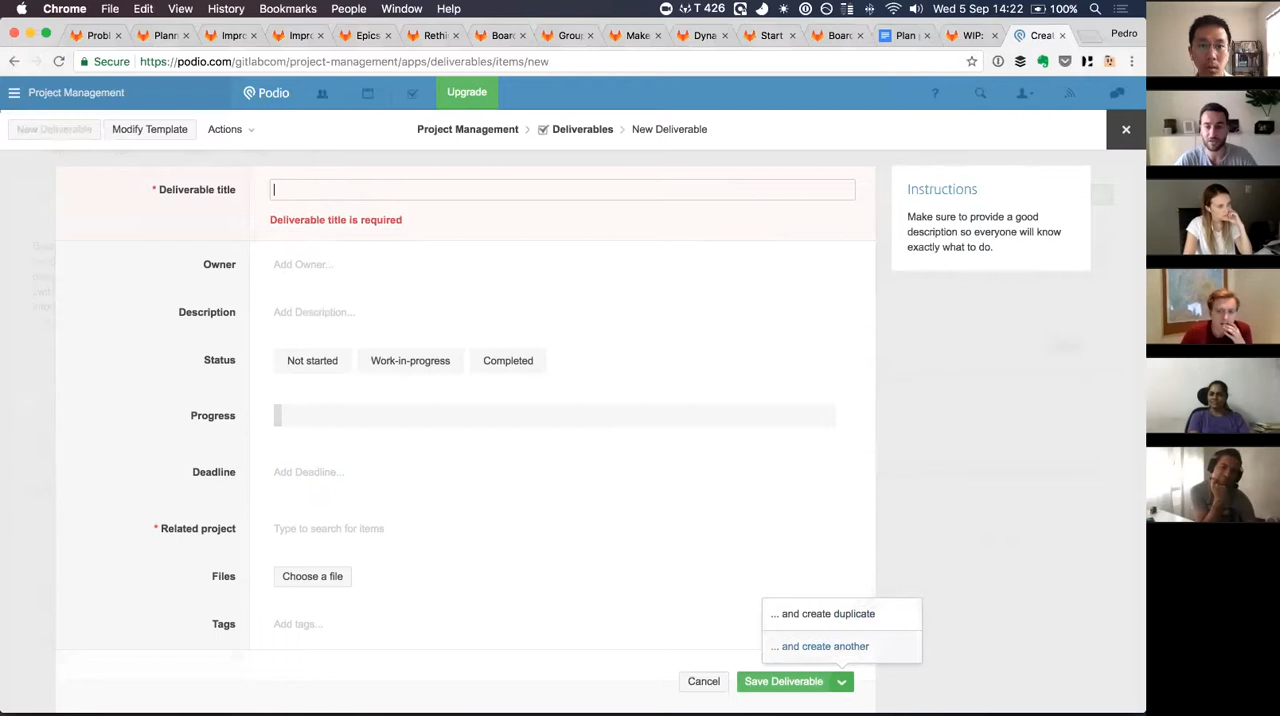 Chrome File Edit View History Bookmarks People Window Help T 426 Wed 5 Sep 14:22 100%
Probl Plann Impro Impro Epics Rethi Board Group Make Dyna Start Board Plan WIP: Creat Pedro
Secure https://podio.com/gitlabcom/project-management/apps/deliverables/items/new
Project Management Podio Upgrade ?
New Deliverable Modify Template Actions Project Management Deliverables New Deliverable
* Deliverable title
Deliverable title is required
Owner Add Owner...
Description Add Description...
Status Not started Work-in-progress Completed
Progress
Deadline Add Deadline...
* Related project Type to search for items
Files Choose a file
Tags Add tags...
Instructions
Make sure to provide a good
description so everyone will know
exactly what to do.
... and create duplicate
... and create another
Cancel Save Deliverable